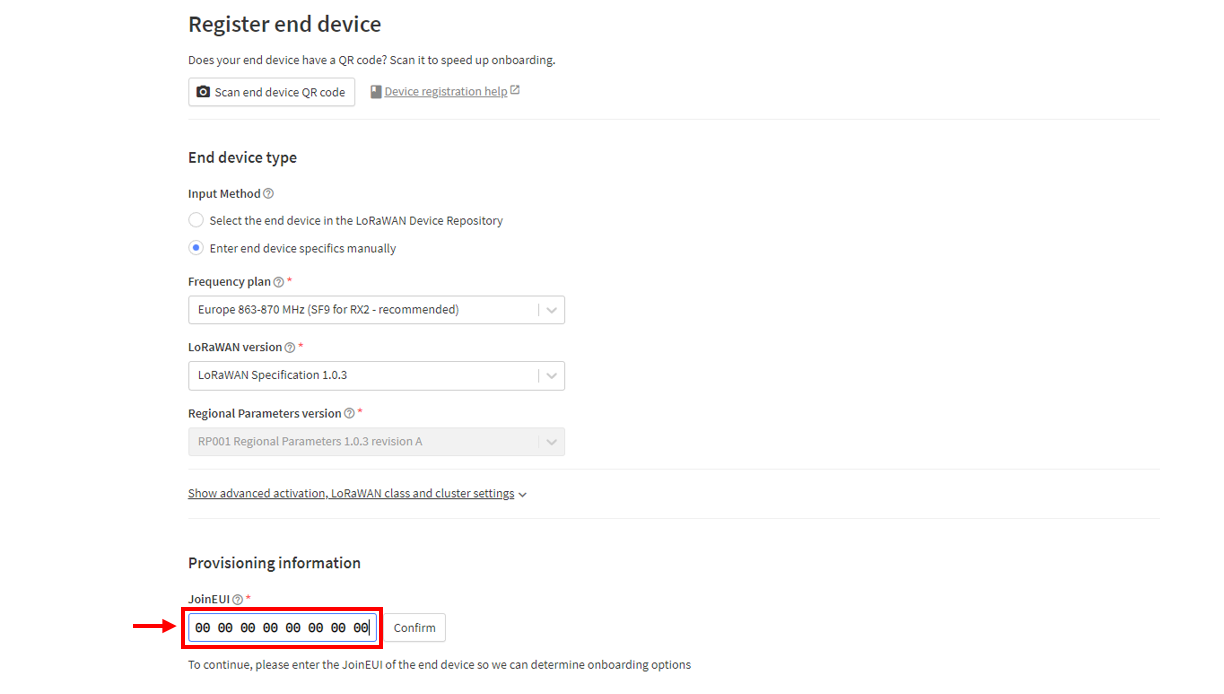 Register end device
Does your end device have a QR code? Scan it to speed up onboarding.
Scan end device QR code Device registration help
End device type
Input Method
Select the end device in the LoRaWAN Device Repository
Enter end device specifics manually
Frequency plan *
Europe 863-870 MHz (SF9 for RX2 - recommended)
LoRaWAN version *
LoRaWAN Specification 1.0.3
Regional Parameters version *
RP001 Regional Parameters 1.0.3 revision A
Show advanced activation, LoRaWAN class and cluster settings
Provisioning information
JoinEUI *
00 00 00 00 00 00 00 00 Confirm
To continue, please enter the JoinEUI of the end device so we can determine onboarding options